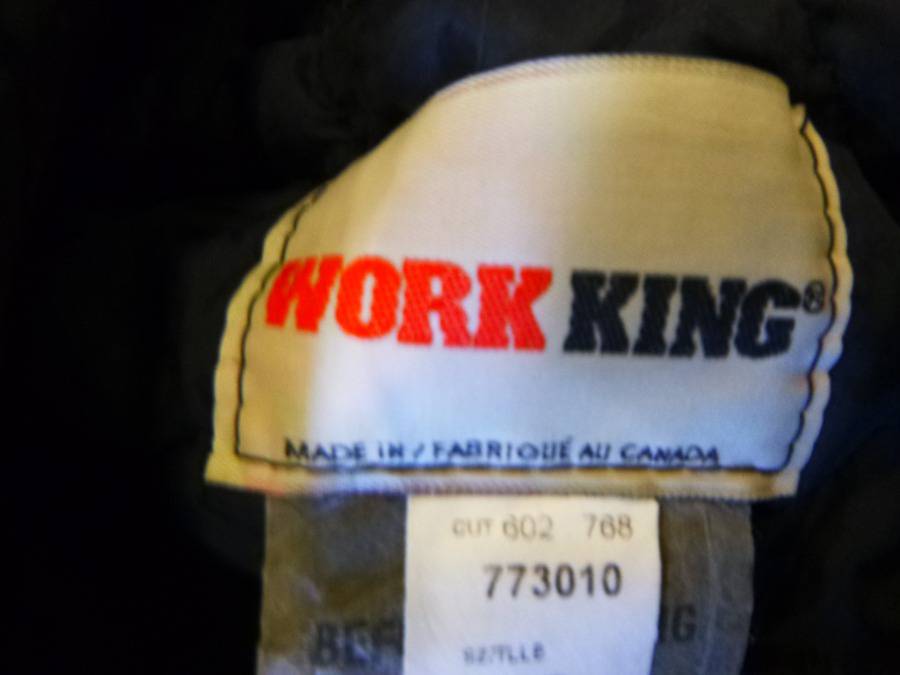 WORK KING®
MADE IN / FABRIQUÉ AU CANADA
CUT 602 768
773010
SZ/TLLE